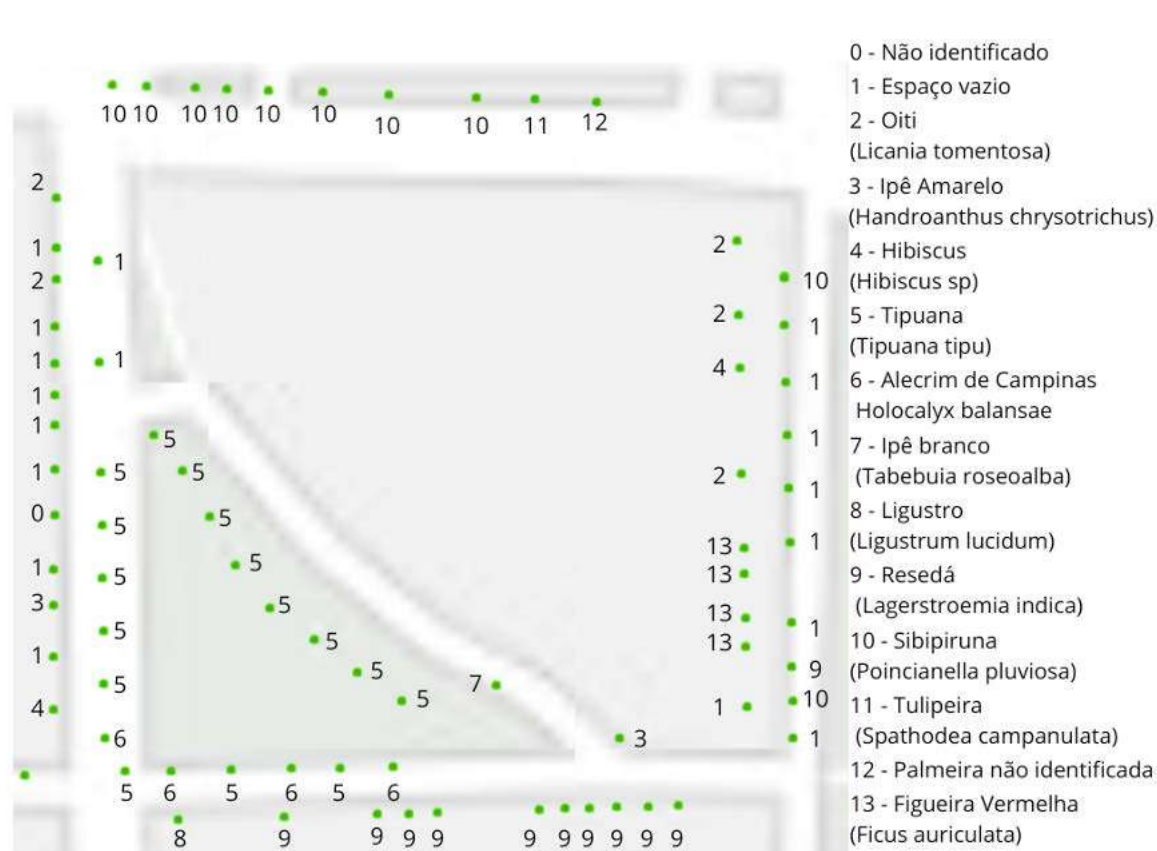 0 - Não identificado
1 - Espaço vazio
2 - Oiti
(Licania tomentosa)
3 - Ipê Amarelo
(Handroanthus chrysotrichus)
4 - Hibiscus
(Hibiscus sp)
5 - Tipuana
(Tipuana tipu)
6 - Alecrim de Campinas
Holocalyx balansae
7 - Ipê branco
(Tabebuia roseoalba)
8 - Ligustro
(Ligustrum lucidum)
9 - Resedá
(Lagerstroemia indica)
10 - Sibipiruna
(Poincianella pluviosa)
11 - Tulipeira
(Spathodea campanulata)
12 - Palmeira não identificada
13 - Figueira Vermelha
(Ficus auriculata)
10 10 10 10 10 10 10 10 11 12
2
1
2
1
1
1
1
1
0
1
3
1
4
1
1
5
5
5
5
5
6
5
5
5
5
5
5
5
5
7
3
2
2
4
2
13
13
13
13
1
10
1
1
1
1
1
1
9
10
1
5 6 5 6 5 6
8 9 9 9 9 9 9 9 9 9 9